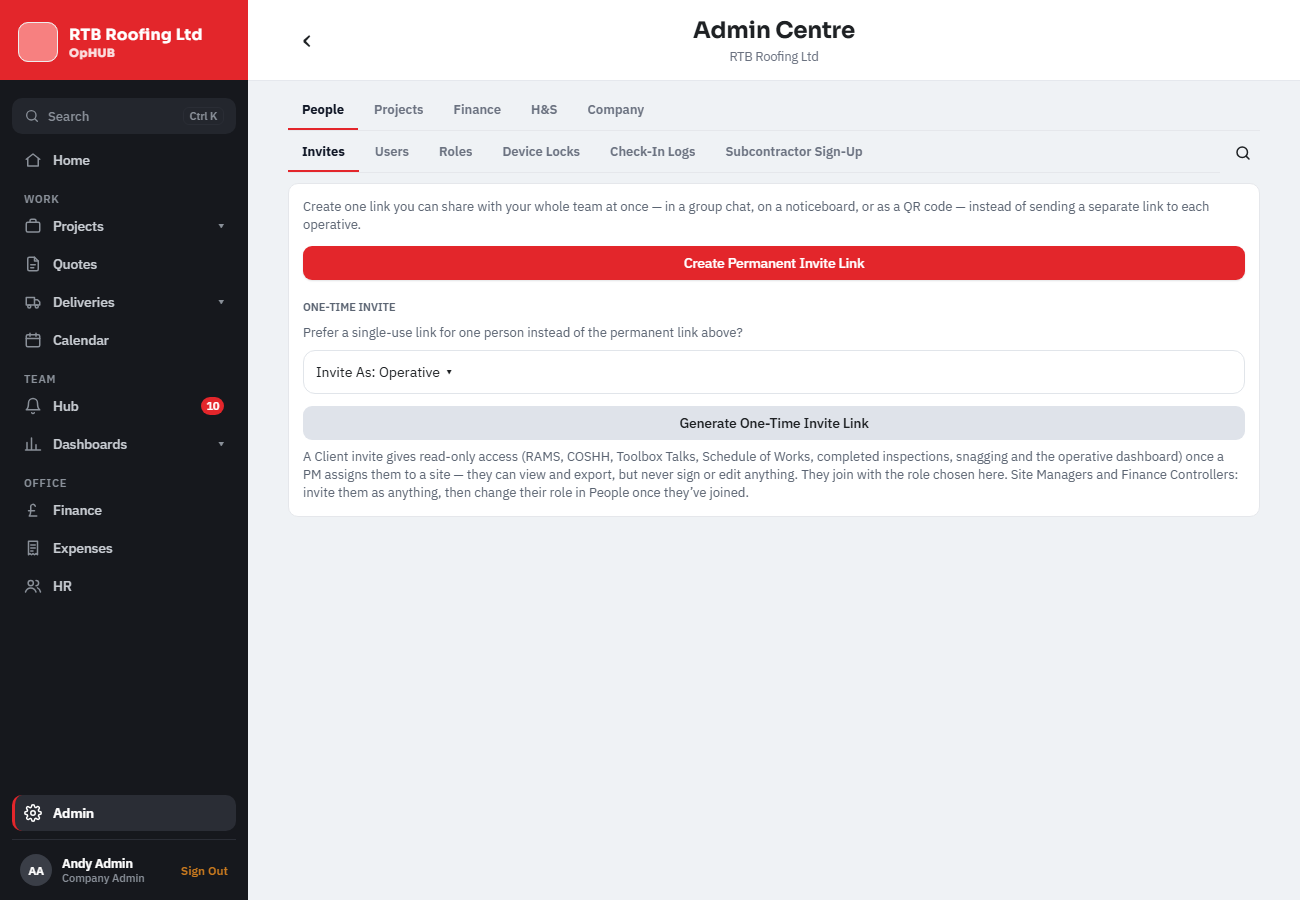 RTB Roofing Ltd
OpHUB
Search
Ctrl K
Home
WORK
Projects
Quotes
Deliveries
Calendar
TEAM
Hub
10
Dashboards
OFFICE
Finance
Expenses
HR
Admin
AA
Andy Admin
Company Admin
Sign Out
Admin Centre
RTB Roofing Ltd
People Projects Finance H&S Company
Invites Users Roles Device Locks Check-In Logs Subcontractor Sign-Up
Create one link you can share with your whole team at once — in a group chat, on a noticeboard, or as a QR code — instead of sending a separate link to each
operative.
Create Permanent Invite Link
ONE-TIME INVITE
Prefer a single-use link for one person instead of the permanent link above?
Invite As: Operative
Generate One-Time Invite Link
A Client invite gives read-only access (RAMS, COSHH, Toolbox Talks, Schedule of Works, completed inspections, snagging and the operative dashboard) once a
PM assigns them to a site — they can view and export, but never sign or edit anything. They join with the role chosen here. Site Managers and Finance Controllers:
invite them as anything, then change their role in People once they’ve joined.